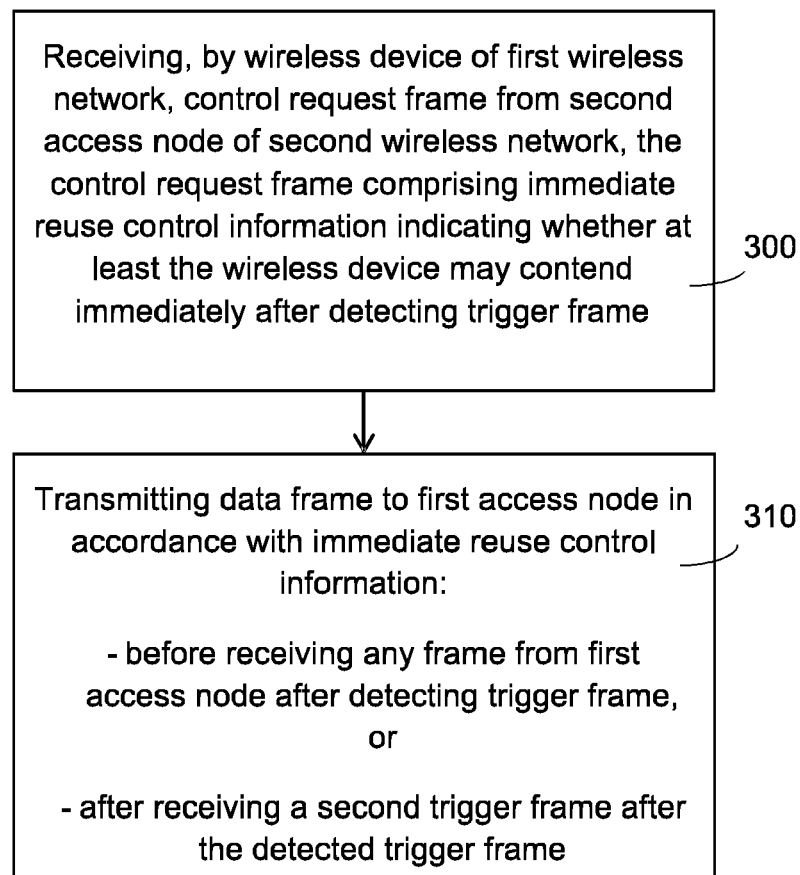 Receiving, by wireless device of first wireless
network, control request frame from second
access node of second wireless network, the
control request frame comprising immediate
reuse control information indicating whether at
least the wireless device may contend
immediately after detecting trigger frame
300
Transmitting data frame to first access node in
accordance with immediate reuse control
information:
310
- before receiving any frame from first
access node after detecting trigger frame,
or
- after receiving a second trigger frame after
the detected trigger frame